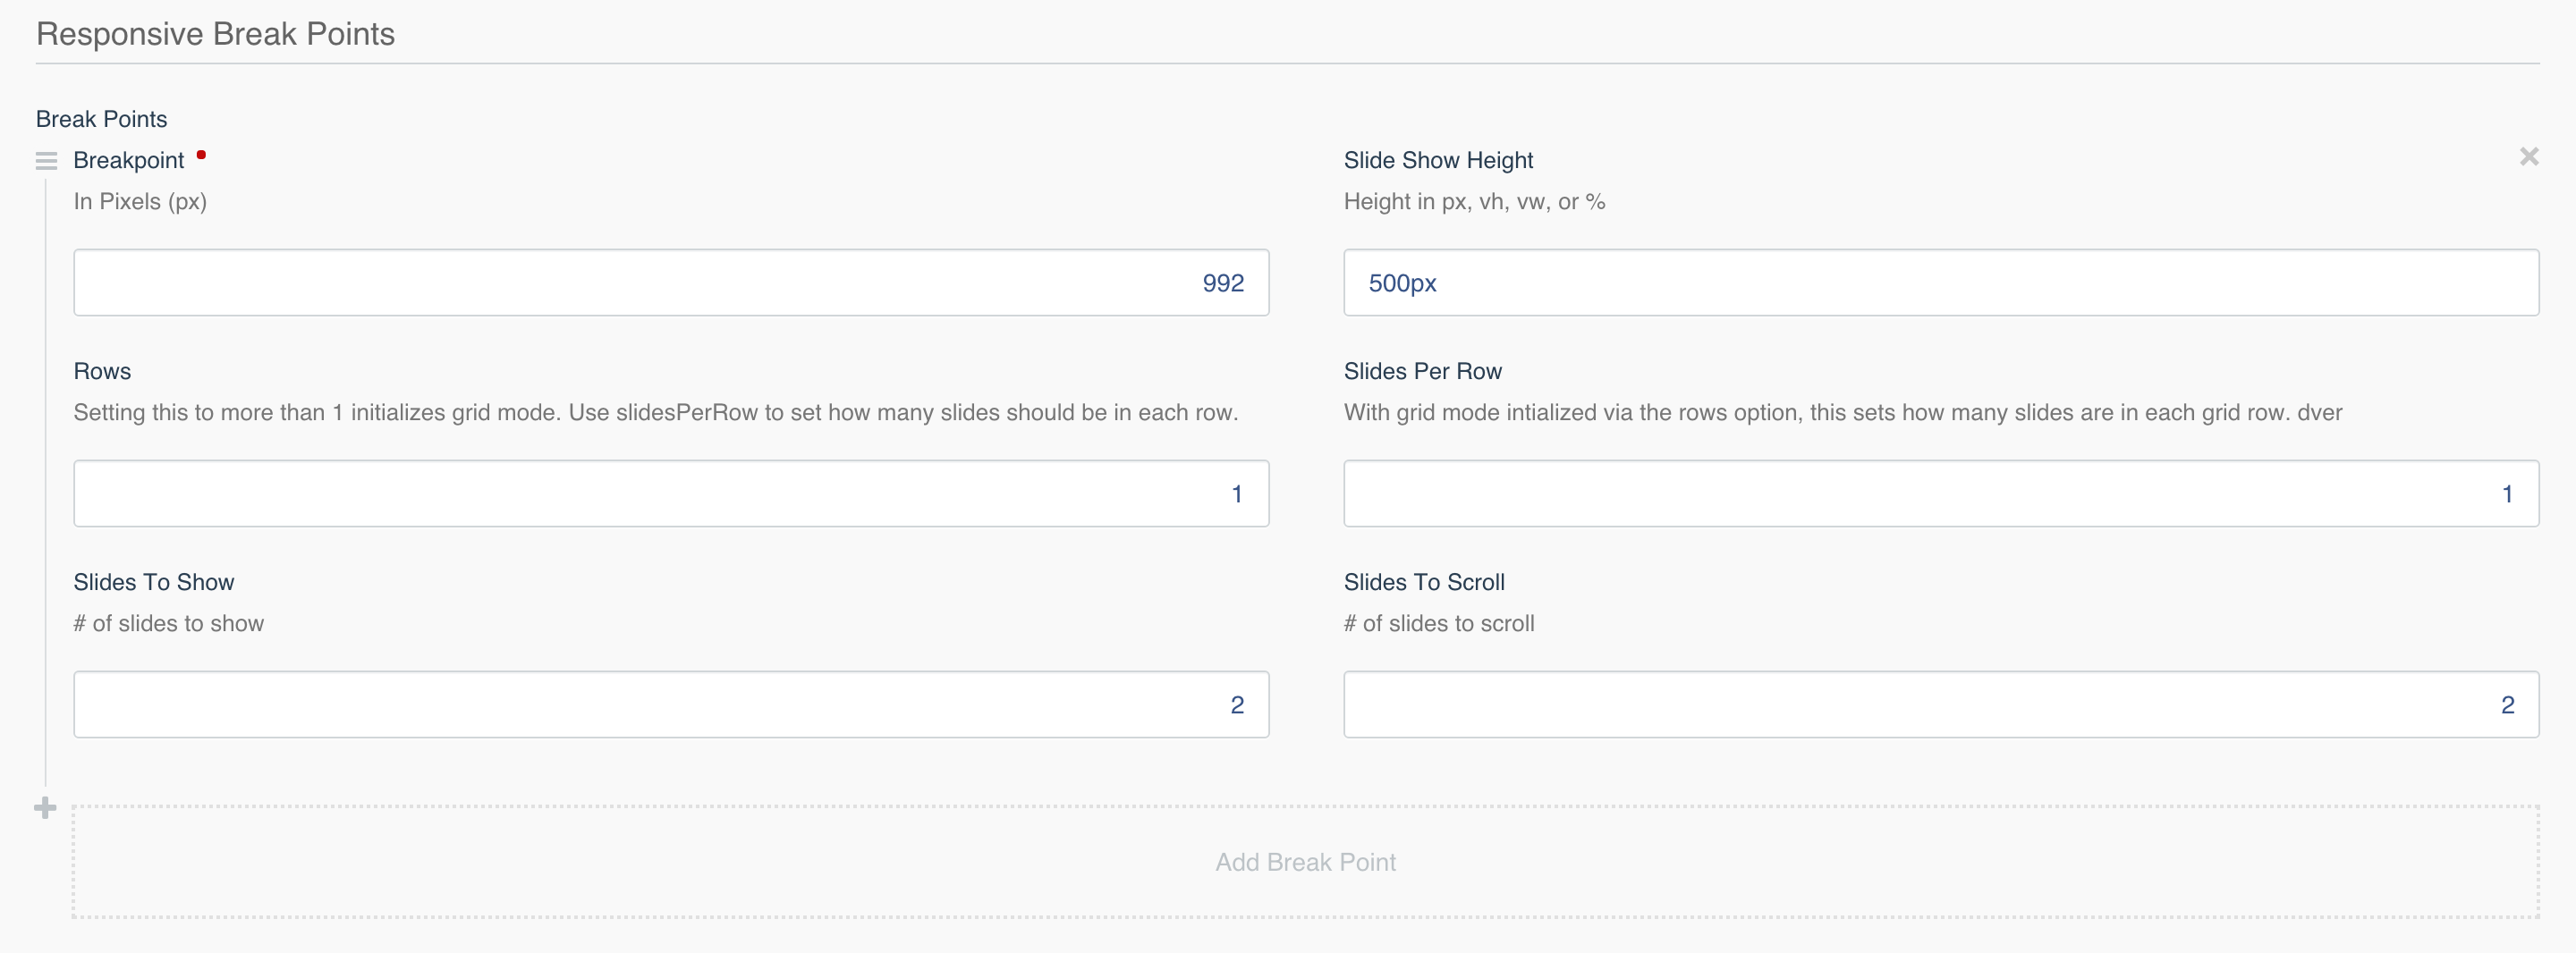 Responsive Break Points
Break Points
Breakpoint
Slide Show Height
In Pixels (px)
Height in px, vh, vw, or %
992
500px
Rows
Slides Per Row
Setting this to more than 1 initializes grid mode. Use slidesPerRow to set how many slides should be in each row.
With grid mode intialized via the rows option, this sets how many slides are in each grid row. dver
1
1
Slides To Show
Slides To Scroll
# of slides to show
# of slides to scroll
2
2
Add Break Point